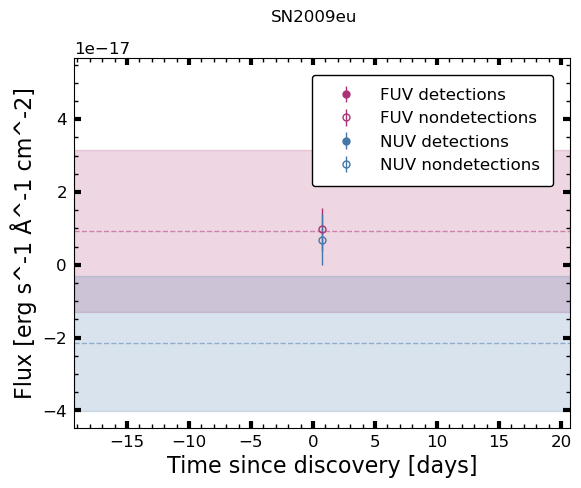 SN2009eu
1e−17
FUV detections
FUV nondetections
NUV detections
NUV nondetections
4
2
0
−2
−4
Flux [erg s^-1 Å^-1 cm^-2]
−15 −10 −5 0 5 10 15 20
Time since discovery [days]